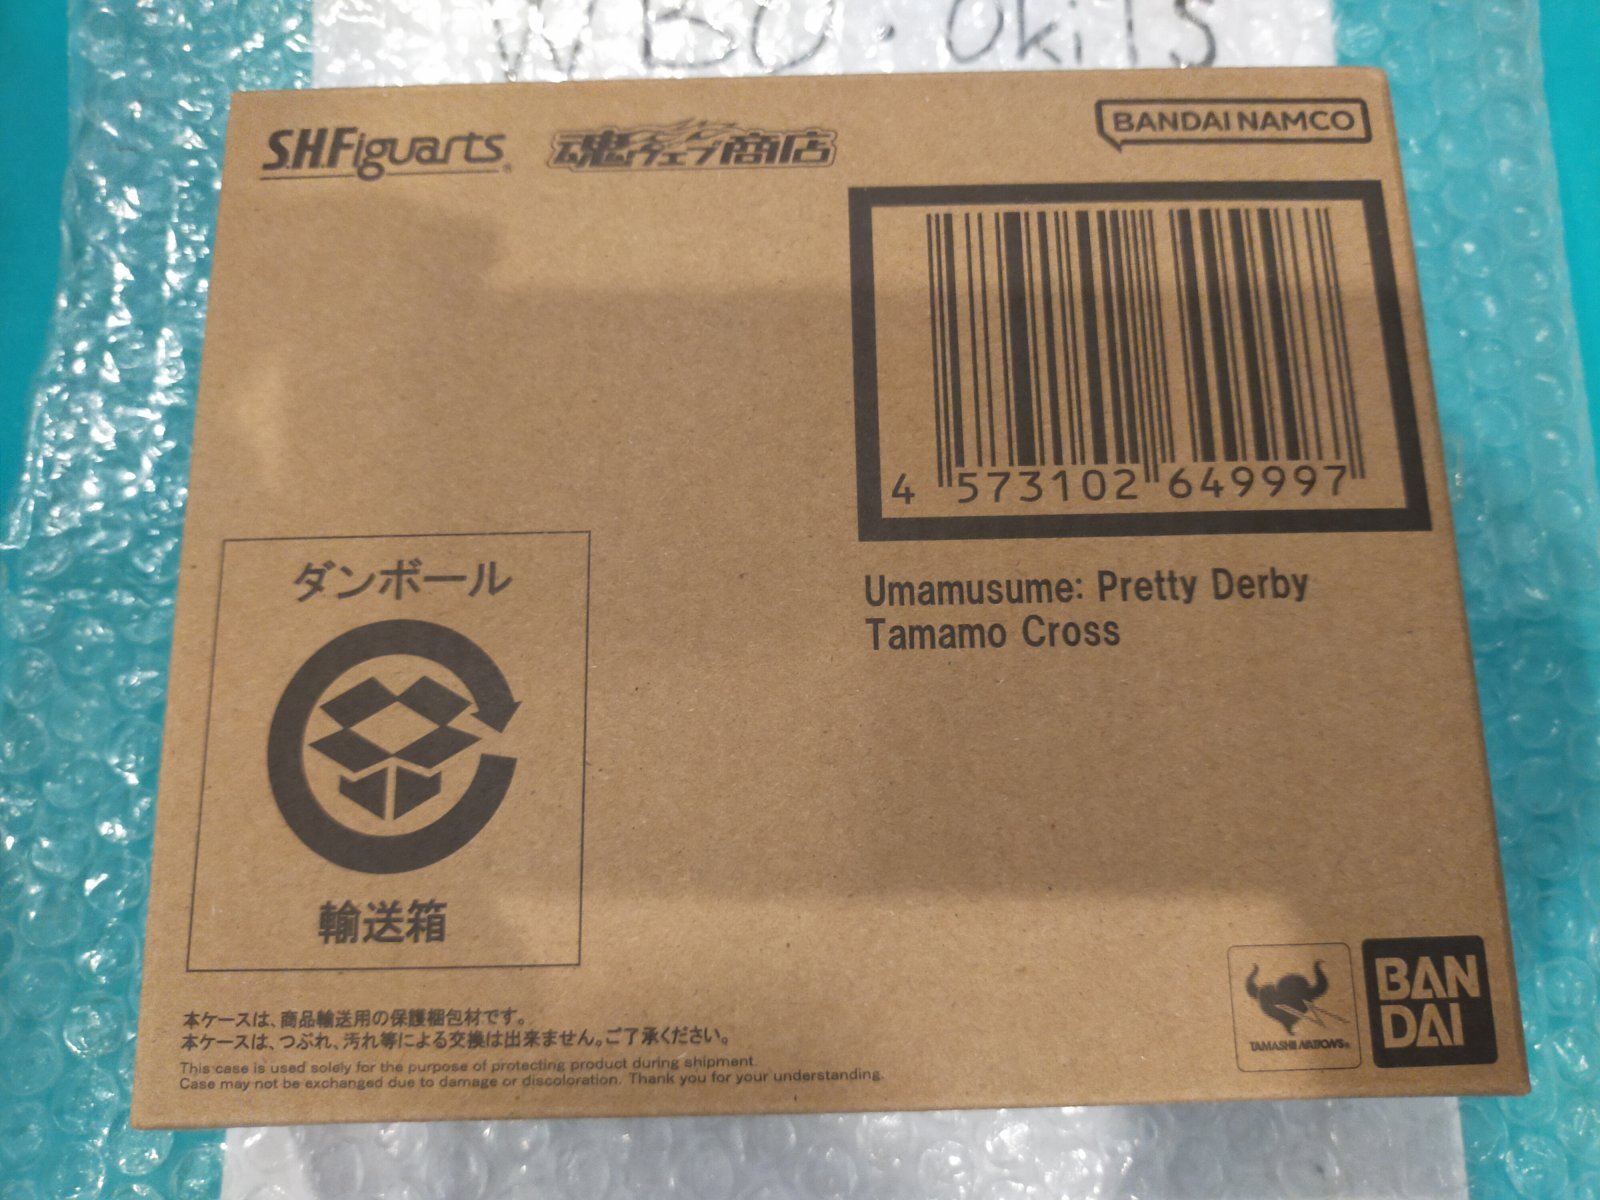 WBO·Oki15
S.H.Figuarts®
魂ウェブ商店
BANDAI NAMCO
4 573102 649997
Umamusume: Pretty Derby
Tamamo Cross
ダンボール
輸送箱
本ケースは、商品輸送用の保護梱包材です。
本ケースは、つぶれ、汚れ等による交換は出来ません。ご了承ください。
This case is used solely for the purpose of protecting product during shipment.
Case may not be exchanged due to damage or discoloration. Thank you for your understanding.
TAMASHII NATIONS®
BAN
DAI